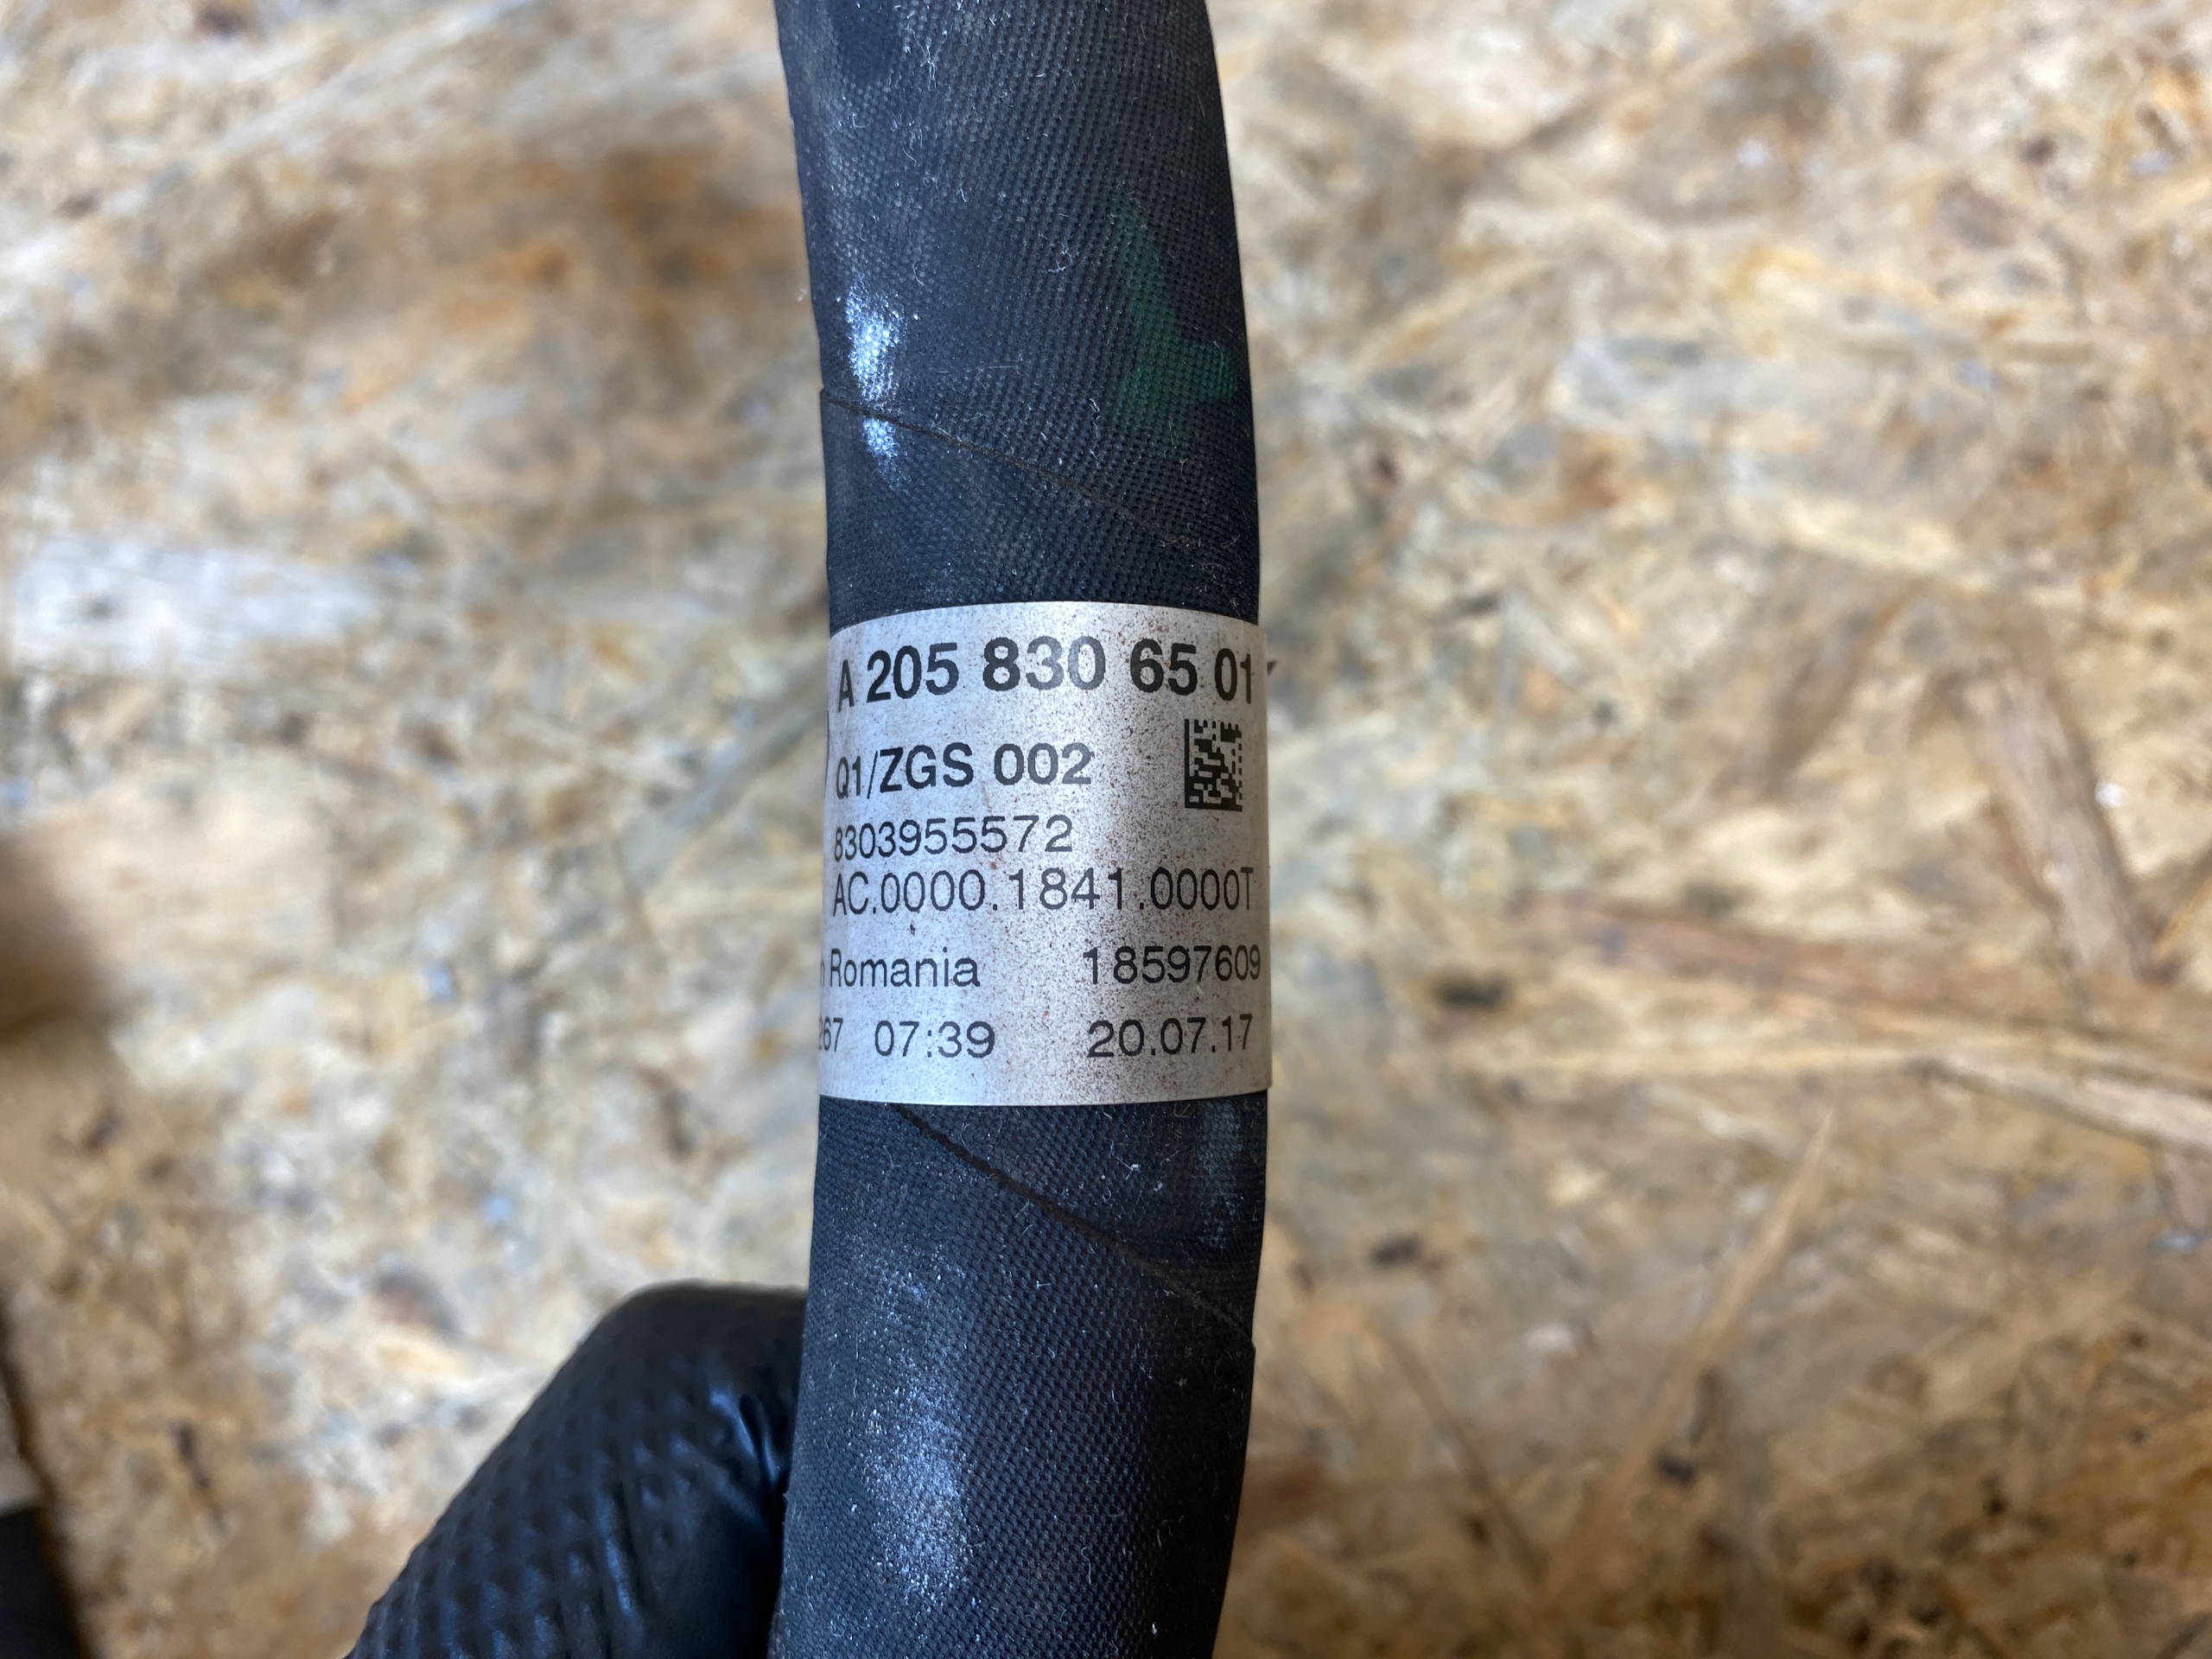 A 205 830 65 01
Q1/ZGS 002
8303955572
AC.0000.1841.0000T
Romania 18597609
267 07:39 20.07.17